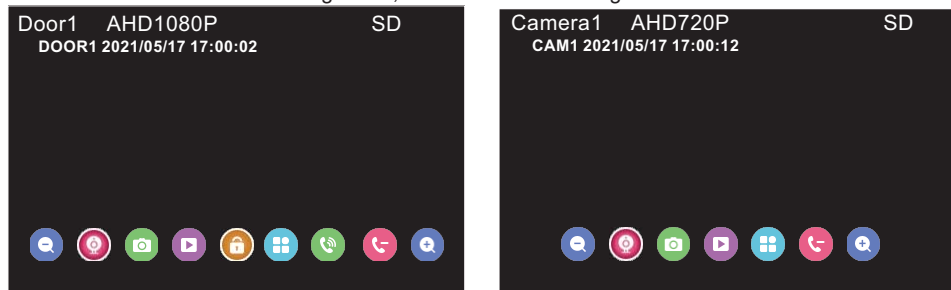 Door1 AHD1080P SD
DOOR1 2021/05/17 17:00:02
Camera1 AHD720P SD
CAM1 2021/05/17 17:00:12